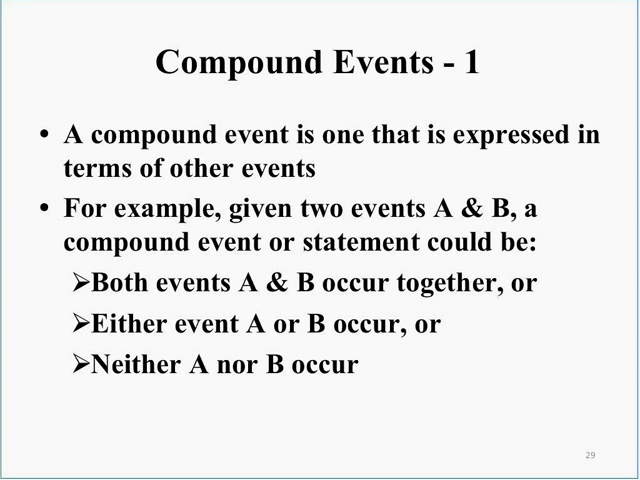 Compound Events - 1
• A compound event is one that is expressed in
terms of other events
• For example, given two events A & B, a
compound event or statement could be:
➢Both events A & B occur together, or
➢Either event A or B occur, or
➢Neither A nor B occur
29